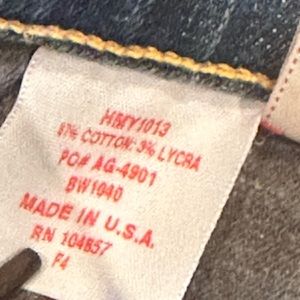 HMY1013
97% COTTON; 3% LYCRA
PO# AG-4901
BW1040
MADE IN U.S.A.
RN 104857
F4